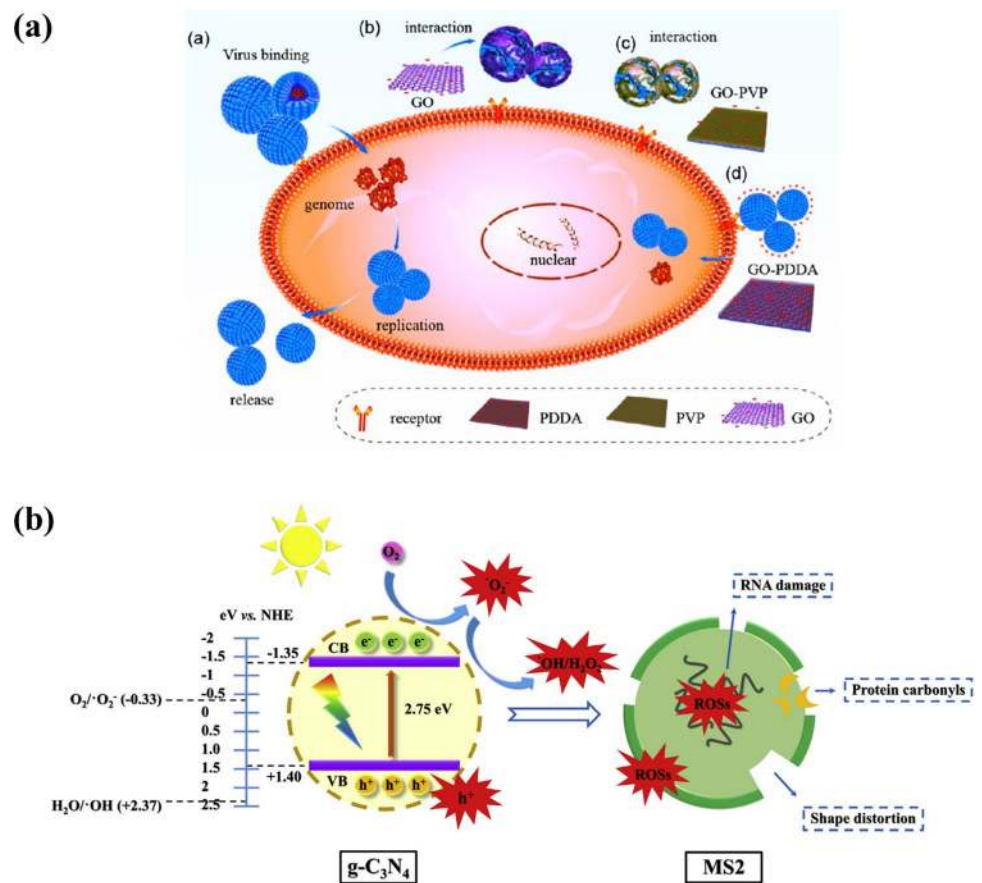 (a)
(a)
Virus binding
(b)
interaction
GO
(c)
interaction
GO-PVP
(d)
GO-PDDA
genome
replication
release
nuclear
receptor
PDDA
PVP
GO
(b)
eV vs. NHE
-2
-1.5
-1
-0.5
0
0.5
1.0
1.5
2
2.5
-1.35
+1.40
O₂/·O₂⁻ (-0.33)
H₂O/·OH (+2.37)
CB
e⁻ e⁻ e⁻
2.75 eV
VB
h⁺ h⁺ h⁺
h⁺
O₂
·O₂⁻
·OH/H₂O₂
g-C₃N₄
RNA damage
ROSs
ROSs
Protein carbonyls
Shape distortion
MS2